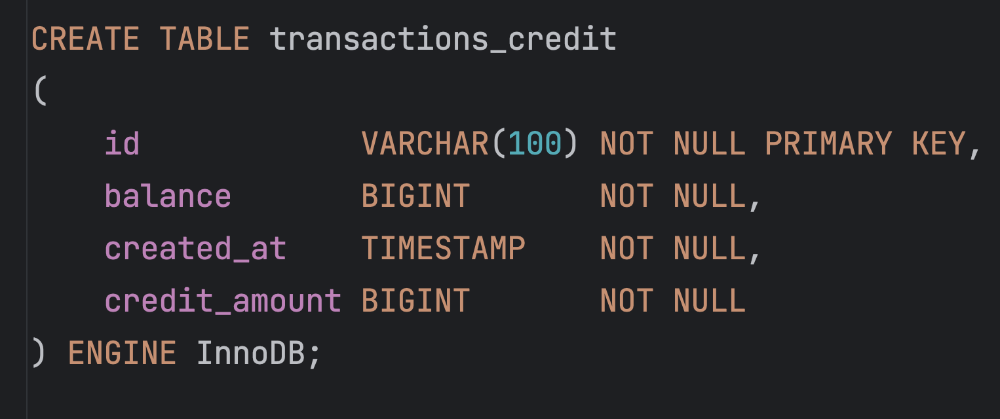 CREATE TABLE transactions_credit
(
    id            VARCHAR(100) NOT NULL PRIMARY KEY,
    balance       BIGINT       NOT NULL,
    created_at    TIMESTAMP    NOT NULL,
    credit_amount BIGINT       NOT NULL
) ENGINE InnoDB;